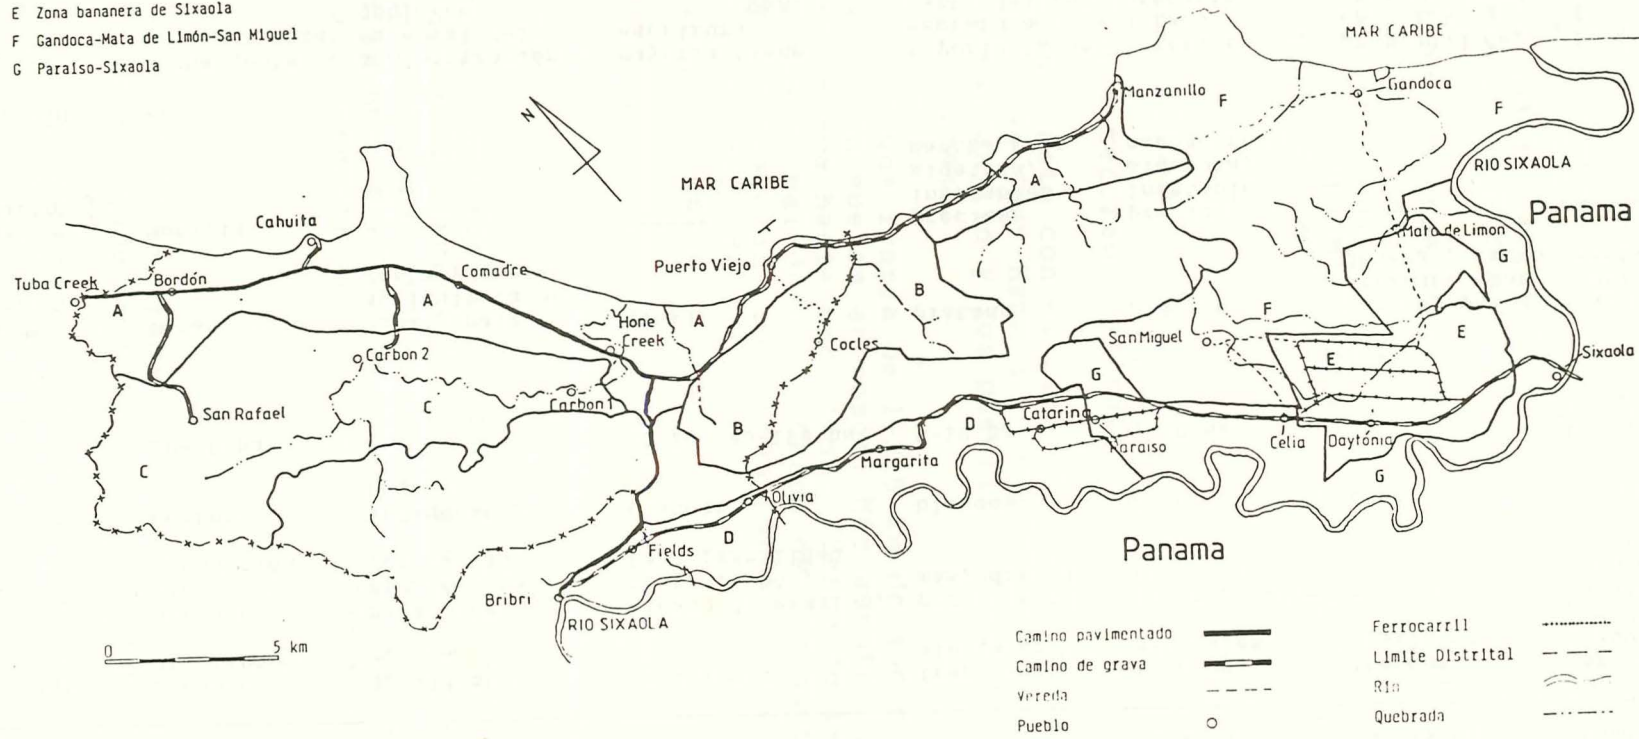 E Zona bananera de Sixaola
F Gandoca-Mata de Limón-San Miguel
G Paraiso-Sixaola
MAR CARIBE
Manzanillo
F
Gandoca
F
N
RIO SIXAOLA
MAR CARIBE
A
Panama
Cahuita
Mata de Limon
Puerto Viejo
G
Tuba Creek
Bordón
Comadre
A
A
B
A
Hone Creek
F
San Miguel
E
Cocles
E
Sixaola
Carbon 2
G
Carbon 1
C
San Rafael
Catarina
B
D
Paraiso
Celia
Daytonia
Margarita
C
G
Olivia
D
Fields
Panama
Bribri
RIO SIXAOLA
0 5 km
Camino pavimentado
Camino de grava
Vereda
Pueblo
Ferrocarril
Limite Distrital
Rio
Quebrada